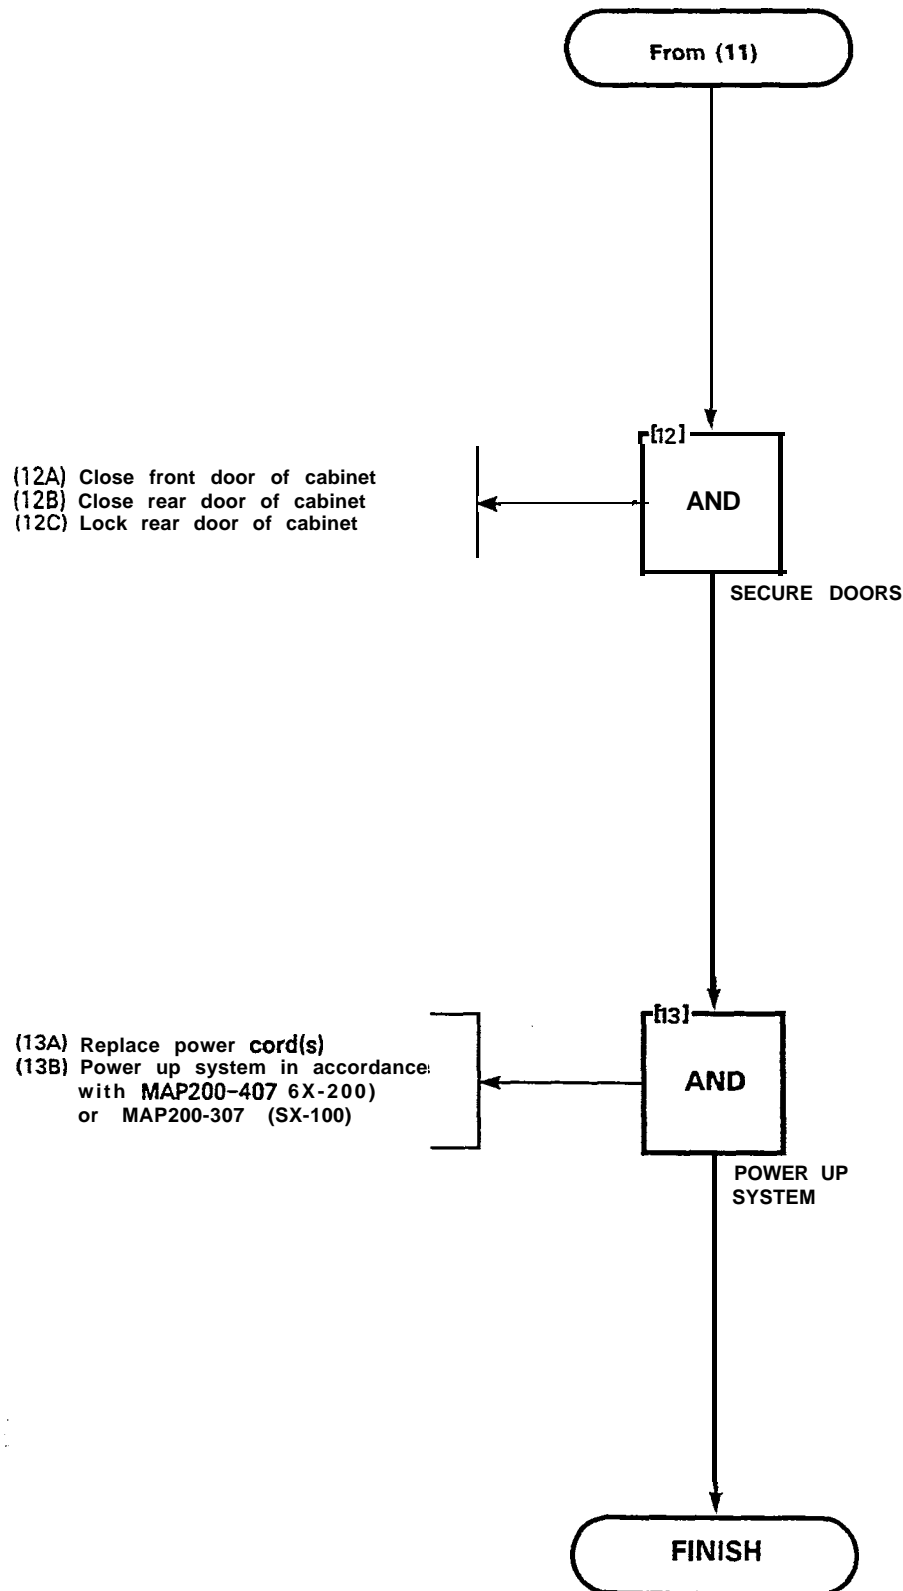 From (11)
[12]
(12A) Close front door of cabinet
(12B) Close rear door of cabinet
(12C) Lock rear door of cabinet
AND
SECURE DOORS
[13]
(13A) Replace power cord(s)
(13B) Power up system in accordance
with MAP200-407 6X-200)
or MAP200-307 (SX-100)
AND
POWER UP
SYSTEM
FINISH